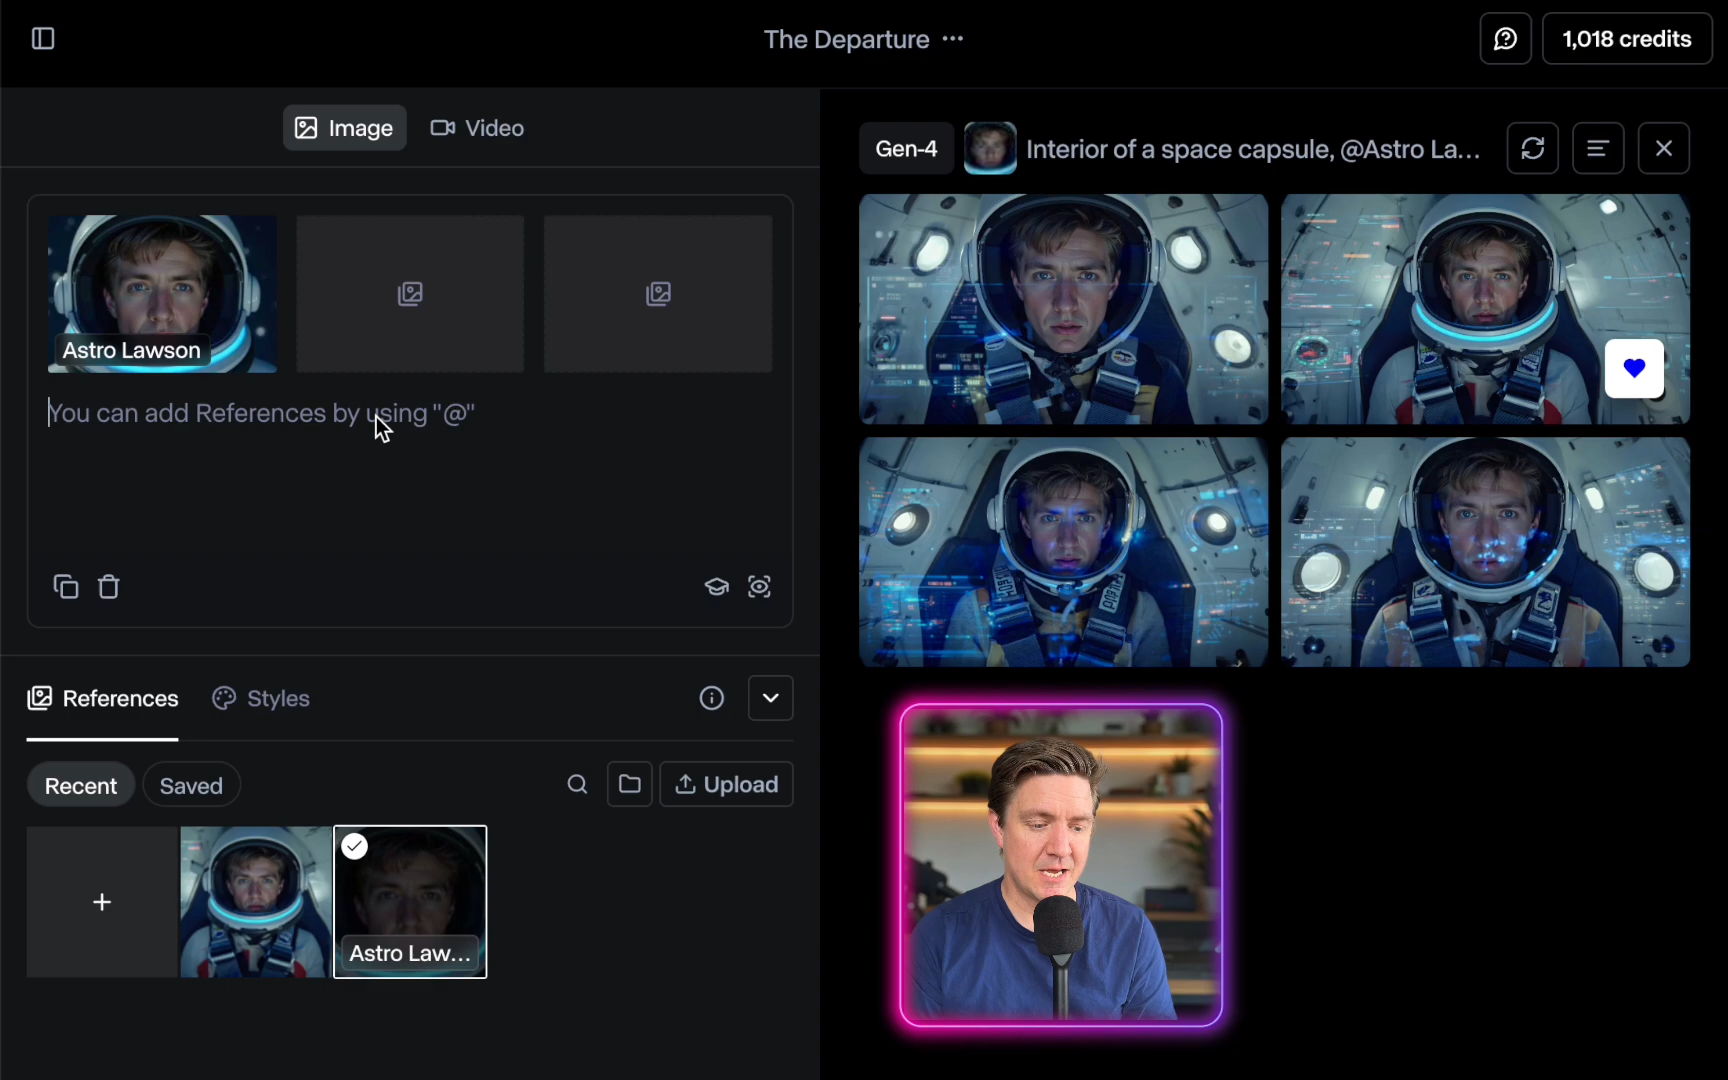 The Departure ...
1,018 credits
Image
Video
Gen-4
Interior of a space capsule, @Astro La...
Astro Lawson
You can add References by using "@"
References
Styles
Recent
Saved
Upload
Astro Law...